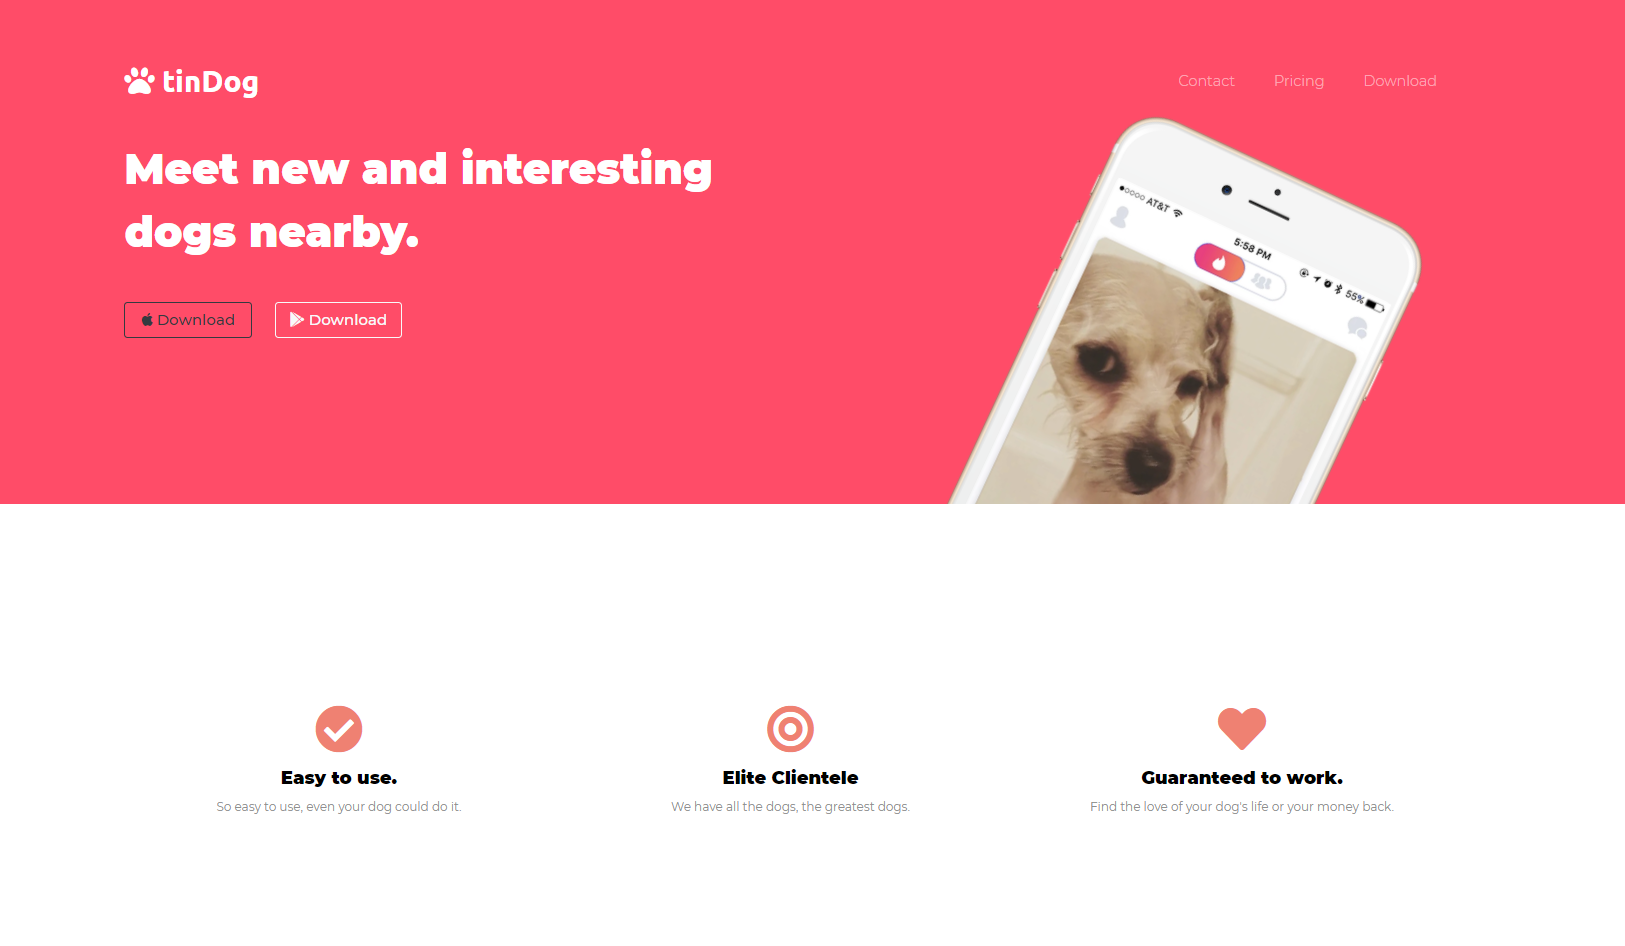 tinDog
Contact Pricing Download
Meet new and interesting
dogs nearby.
Download Download
AT&T
5:58 PM
55%
Easy to use.
So easy to use, even your dog could do it.
Elite Clientele
We have all the dogs, the greatest dogs.
Guaranteed to work.
Find the love of your dog's life or your money back.